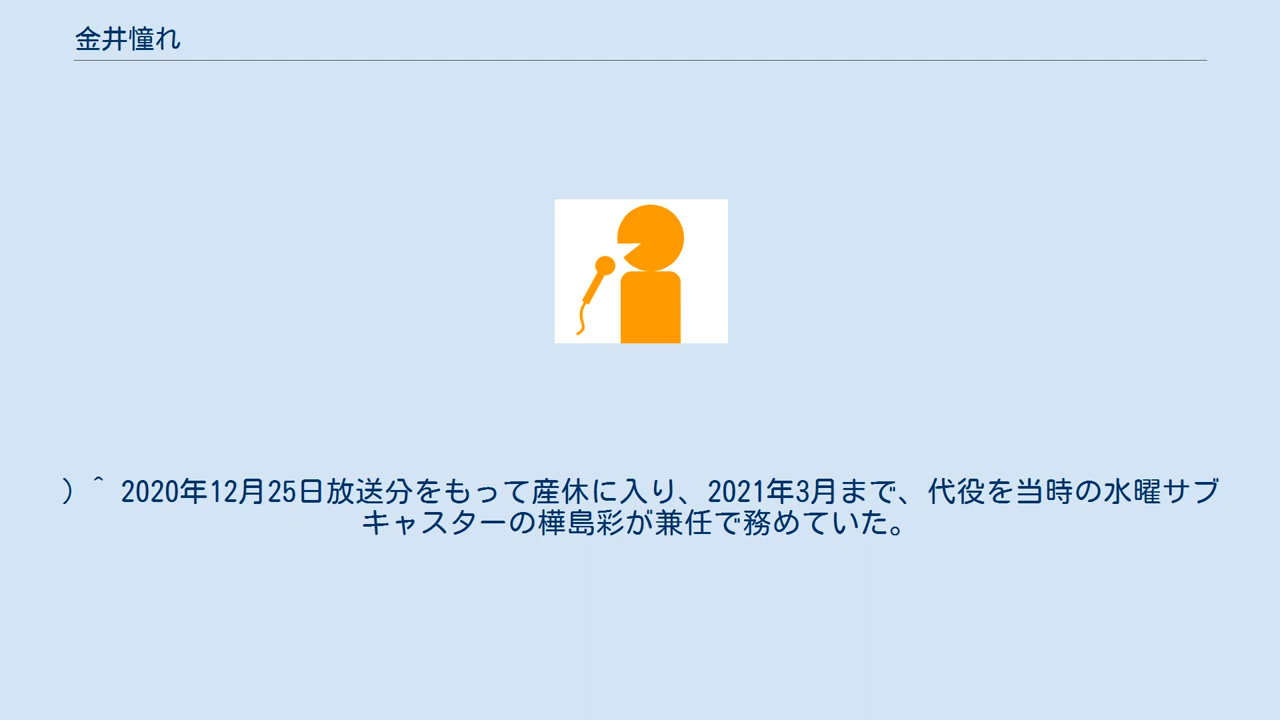 金井憧れ
）＾ 2020年12月25日放送分をもって産休に入り、2021年3月まで、代役を当時の水曜サブ
キャスターの樺島彩が兼任で務めていた。